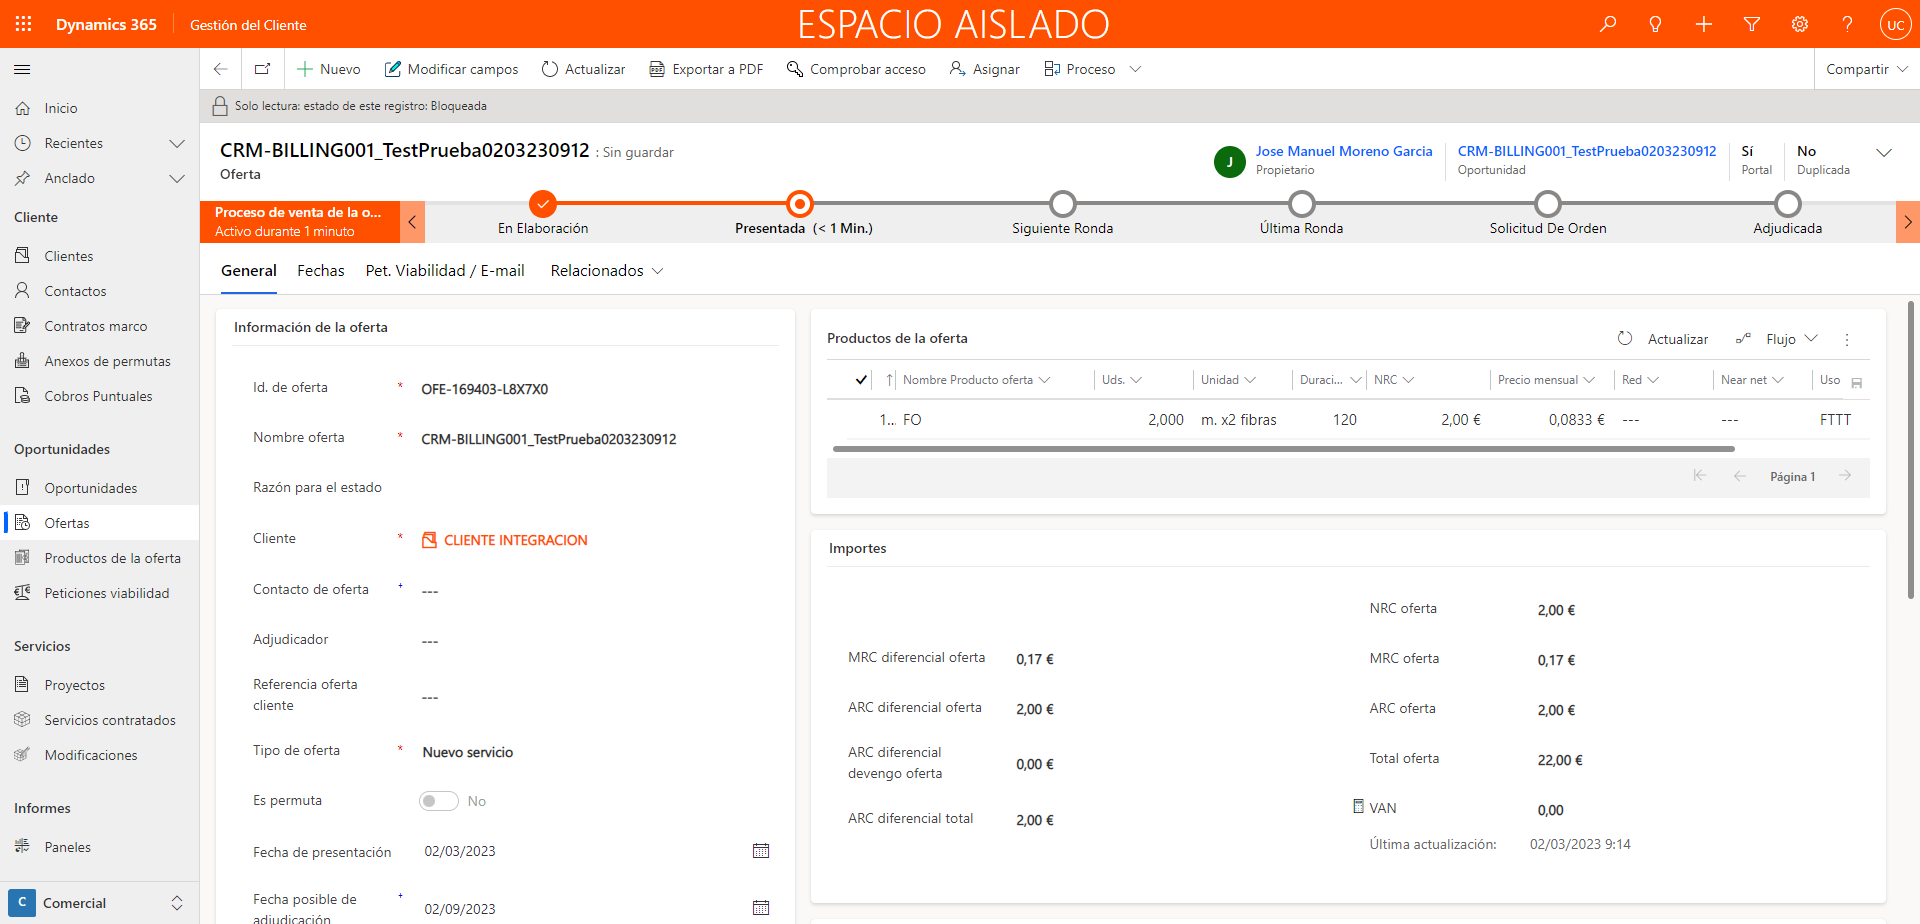 Dynamics 365
Gestión del Cliente
ESPACIO AISLADO
UC
Nuevo
Modificar campos
Actualizar
Exportar a PDF
Comprobar acceso
Asignar
Proceso
Compartir
Solo lectura: estado de este registro: Bloqueada
Inicio
Recientes
Anclado
Cliente
Clientes
Contactos
Contratos marco
Anexos de permutas
Cobros Puntuales
Oportunidades
Oportunidades
Ofertas
Productos de la oferta
Peticiones viabilidad
Servicios
Proyectos
Servicios contratados
Modificaciones
Informes
Paneles
C Comercial
CRM-BILLING001_TestPrueba0203230912 : Sin guardar
Oferta
J
Jose Manuel Moreno Garcia
Propietario
CRM-BILLING001_TestPrueba0203230912
Oportunidad
Sí
Portal
No
Duplicada
Proceso de venta de la o...
Activo durante 1 minuto
En Elaboración
Presentada (< 1 Min.)
Siguiente Ronda
Última Ronda
Solicitud De Orden
Adjudicada
General
Fechas
Pet. Viabilidad / E-mail
Relacionados
Información de la oferta
Id. de oferta * OFE-169403-L8X7X0
Nombre oferta * CRM-BILLING001_TestPrueba0203230912
Razón para el estado
Cliente * CLIENTE INTEGRACION
Contacto de oferta + ---
Adjudicador ---
Referencia oferta
cliente
---
Tipo de oferta * Nuevo servicio
Es permuta No
Fecha de presentación 02/03/2023
Fecha posible de
adjudicación
+ 02/09/2023
Productos de la oferta
Actualizar
Flujo
Nombre Producto oferta Uds. Unidad Duraci... NRC Precio mensual Red Near net Uso
1... FO 2,000 m. x2 fibras 120 2,00 € 0,0833 € --- --- FTTT
Página 1
Importes
MRC diferencial oferta 0,17 €
ARC diferencial oferta 2,00 €
ARC diferencial
devengo oferta
0,00 €
ARC diferencial total 2,00 €
NRC oferta 2,00 €
MRC oferta 0,17 €
ARC oferta 2,00 €
Total oferta 22,00 €
VAN 0,00
Última actualización: 02/03/2023 9:14